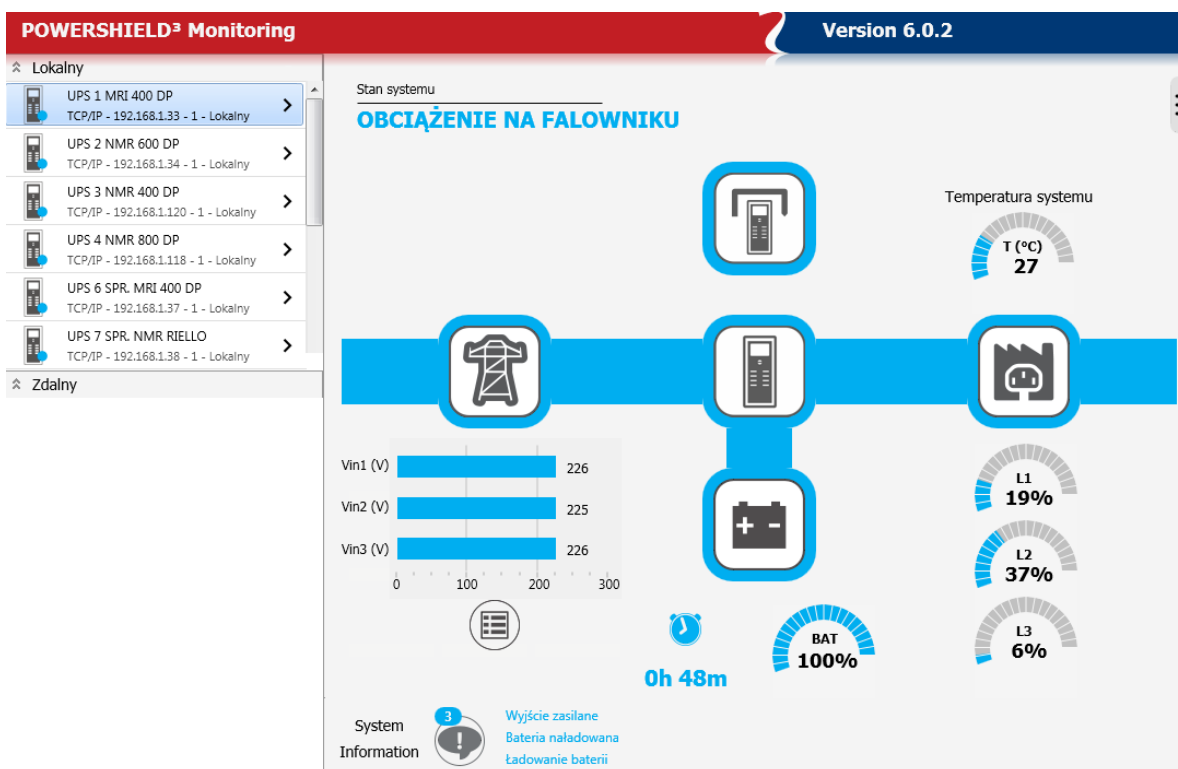 POWERSHIELD³ Monitoring
Version 6.0.2
Lokalny
UPS 1 MRI 400 DP
TCP/IP - 192.168.1.33 - 1 - Lokalny
UPS 2 NMR 600 DP
TCP/IP - 192.168.1.34 - 1 - Lokalny
UPS 3 NMR 400 DP
TCP/IP - 192.168.1.120 - 1 - Lokalny
UPS 4 NMR 800 DP
TCP/IP - 192.168.1.118 - 1 - Lokalny
UPS 6 SPR. MRI 400 DP
TCP/IP - 192.168.1.37 - 1 - Lokalny
UPS 7 SPR. NMR RIELLO
TCP/IP - 192.168.1.38 - 1 - Lokalny
Zdalny
Stan systemu
OBCIĄŻENIE NA FALOWNIKU
Temperatura systemu
T (°C)
27
Vin1 (V) 226
Vin2 (V) 225
Vin3 (V) 226
0 100 200 300
L1
19%
L2
37%
L3
6%
0h 48m
BAT
100%
System
Information
3
Wyjście zasilane
Bateria naładowana
Ładowanie baterii